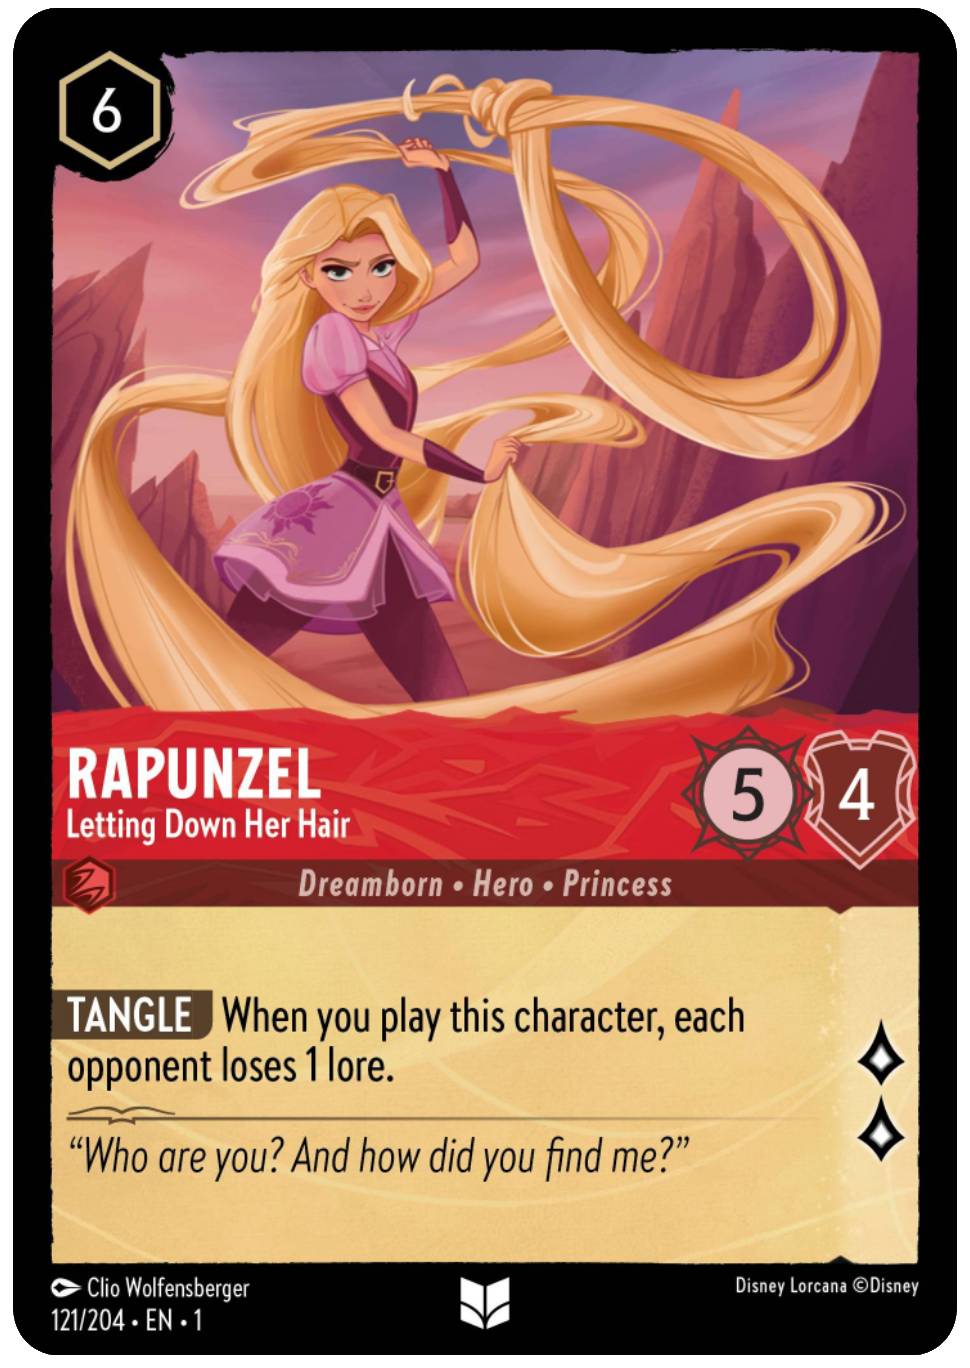 6
RAPUNZEL
Letting Down Her Hair
5
4
Dreamborn • Hero • Princess
TANGLE When you play this character, each
opponent loses 1 lore.
“Who are you? And how did you find me?”
Clio Wolfensberger
Disney Lorcana ©Disney
121/204 • EN • 1